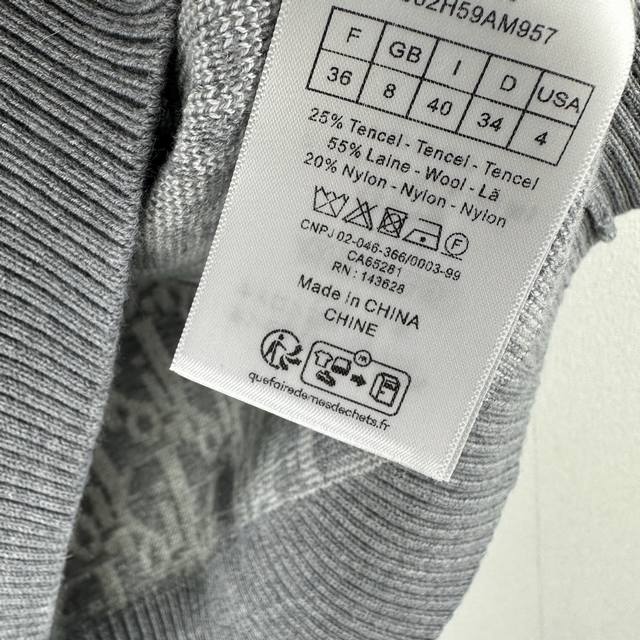 62H59AM957
F GB I D USA
36 8 40 34 4
25% Tencel - Tencel - Tencel
55% Laine - Wool - Lã
20% Nylon - Nylon - Nylon
F
CNPJ 02-046-366/0003-99
CA65281
RN : 143628
Made in CHINA
CHINE
quefairedemesdechets.fr